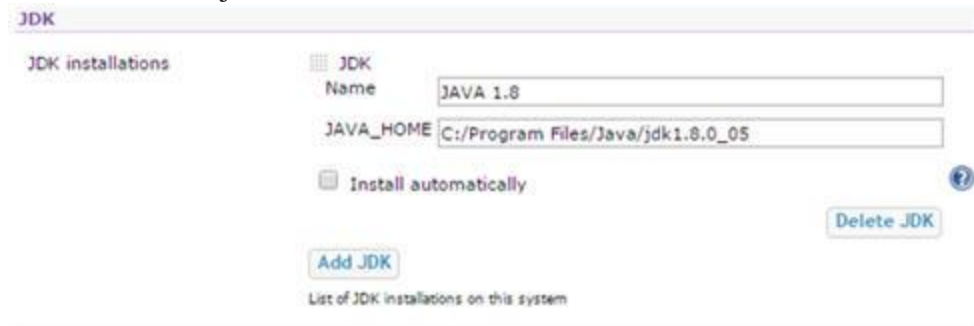 JDK
JDK installations
JDK
Name JAVA 1.8
JAVA_HOME C:/Program Files/Java/jdk1.8.0_05
Install automatically
Delete JDK
Add JDK
List of JDK installations on this system